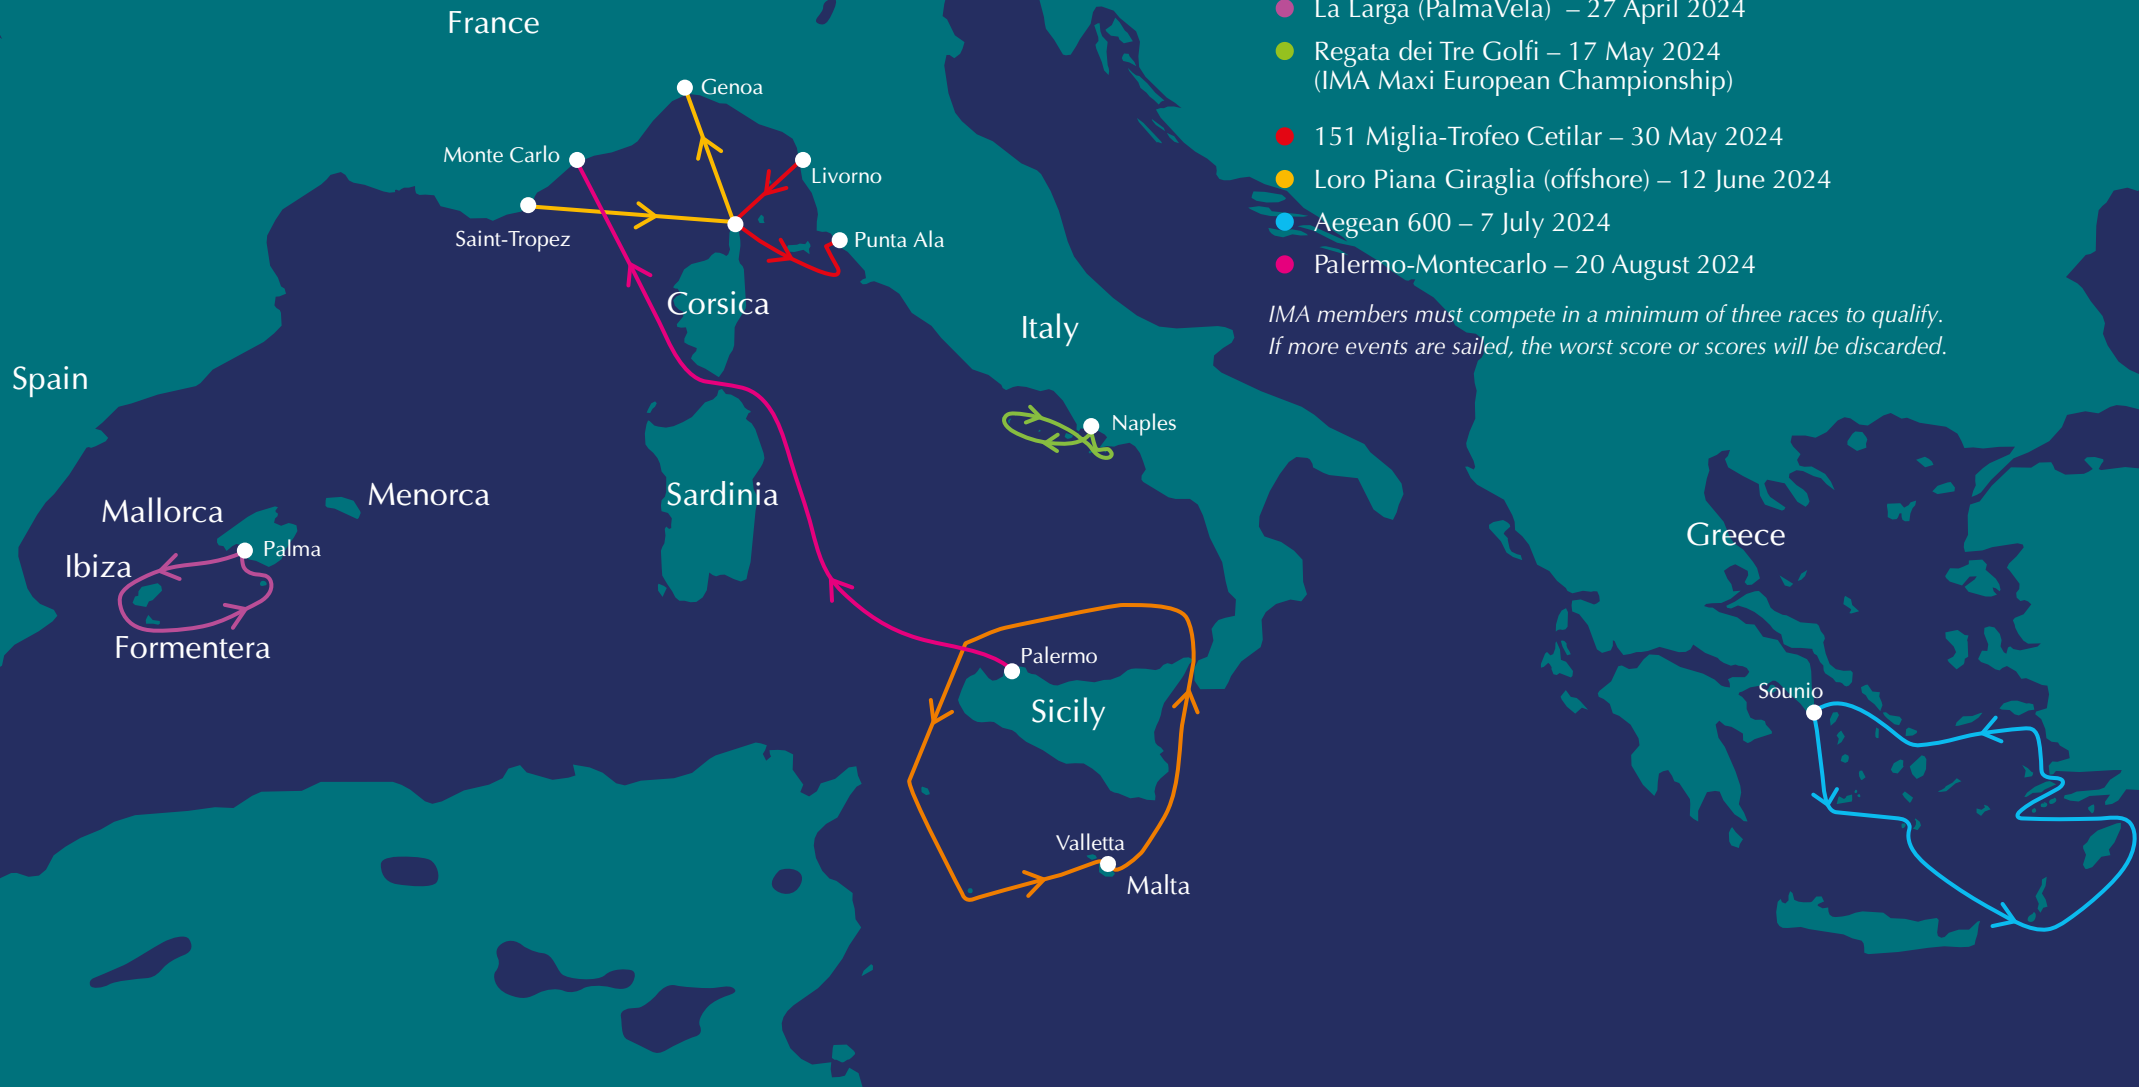 France
La Larga (PalmaVela) – 27 April 2024
Regata dei Tre Golfi – 17 May 2024
(IMA Maxi European Championship)
151 Miglia-Trofeo Cetilar – 30 May 2024
Loro Piana Giraglia (offshore) – 12 June 2024
Aegean 600 – 7 July 2024
Palermo-Montecarlo – 20 August 2024
IMA members must compete in a minimum of three races to qualify.
If more events are sailed, the worst score or scores will be discarded.
Genoa
Monte Carlo
Livorno
Saint-Tropez
Punta Ala
Corsica
Italy
Spain
Naples
Mallorca
Menorca
Sardinia
Palma
Ibiza
Formentera
Greece
Palermo
Sicily
Sounio
Valletta
Malta